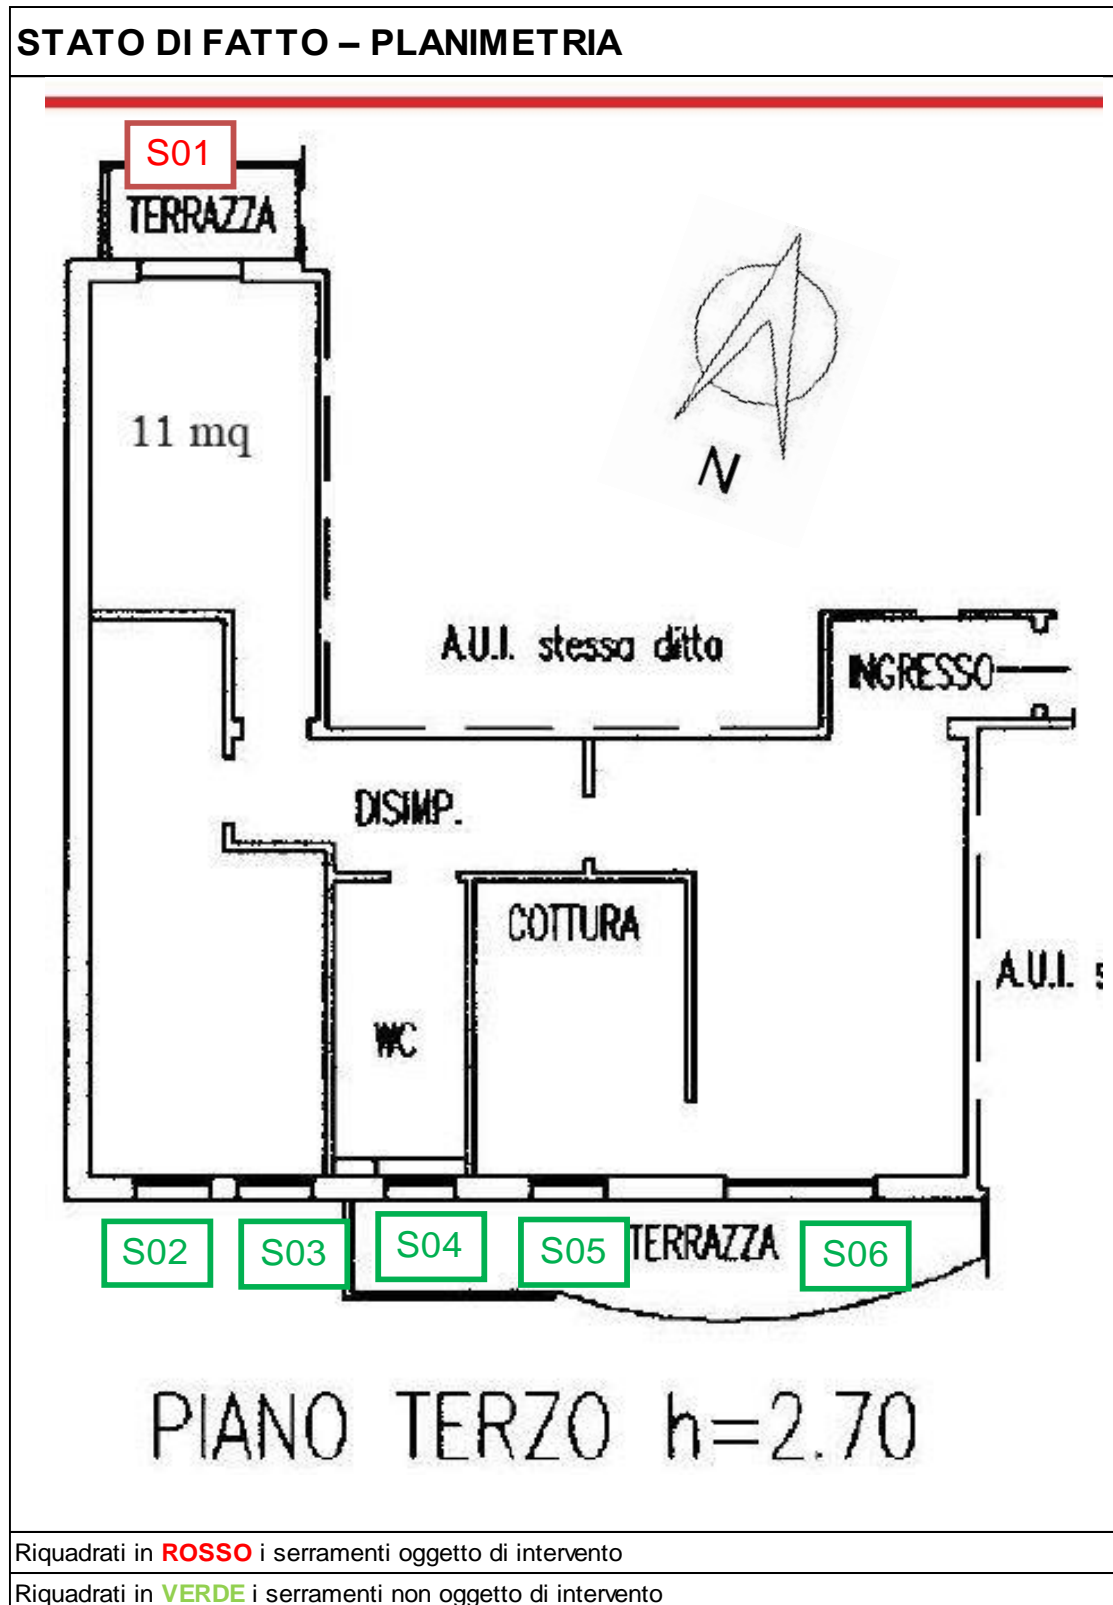 STATO DI FATTO – PLANIMETRIA
S01
TERRAZZA
11 mq
N
A.U.I. stessa ditta
INGRESSO
DISIMP.
COTTURA
A.U.I. s
WC
S02
S03
S04
S05
TERRAZZA
S06
PIANO TERZO h=2.70
Riquadrati in ROSSO i serramenti oggetto di intervento
Riquadrati in VERDE i serramenti non oggetto di intervento